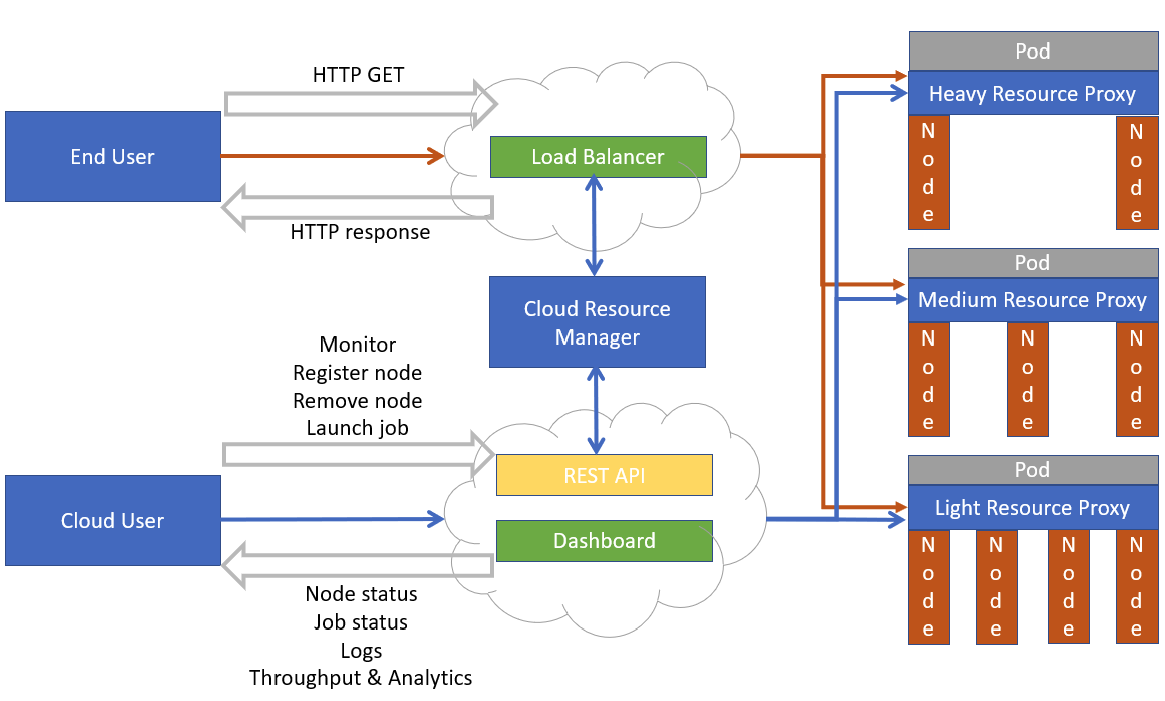 HTTP GET
End User
HTTP response
Load Balancer
Cloud Resource
Manager
Monitor
Register node
Remove node
Launch job
Cloud User
REST API
Dashboard
Node status
Job status
Logs
Throughput & Analytics
Pod
Heavy Resource Proxy
Node
Node
Pod
Medium Resource Proxy
Node
Node
Node
Pod
Light Resource Proxy
Node
Node
Node
Node